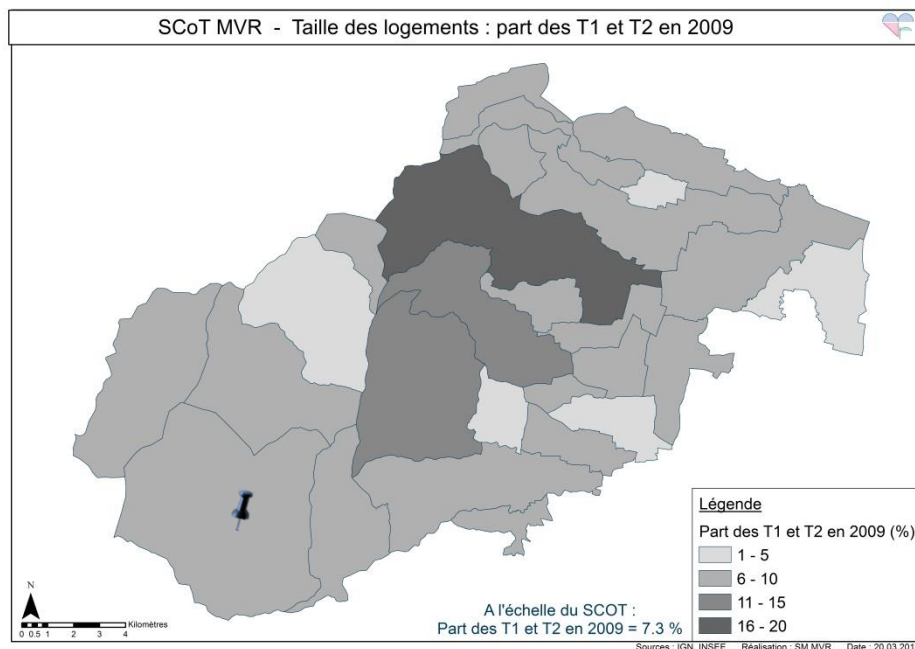 SCoT MVR - Taille des logements : part des T1 et T2 en 2009
Légende
Part des T1 et T2 en 2009 (%)
1 - 5
6 - 10
11 - 15
16 - 20
N
0 0.5 1 2 3 4 Kilomètres
A l'échelle du SCOT :
Part des T1 et T2 en 2009 = 7.3 %
Sources : IGN, INSEE Réalisation : SM MVR Date :